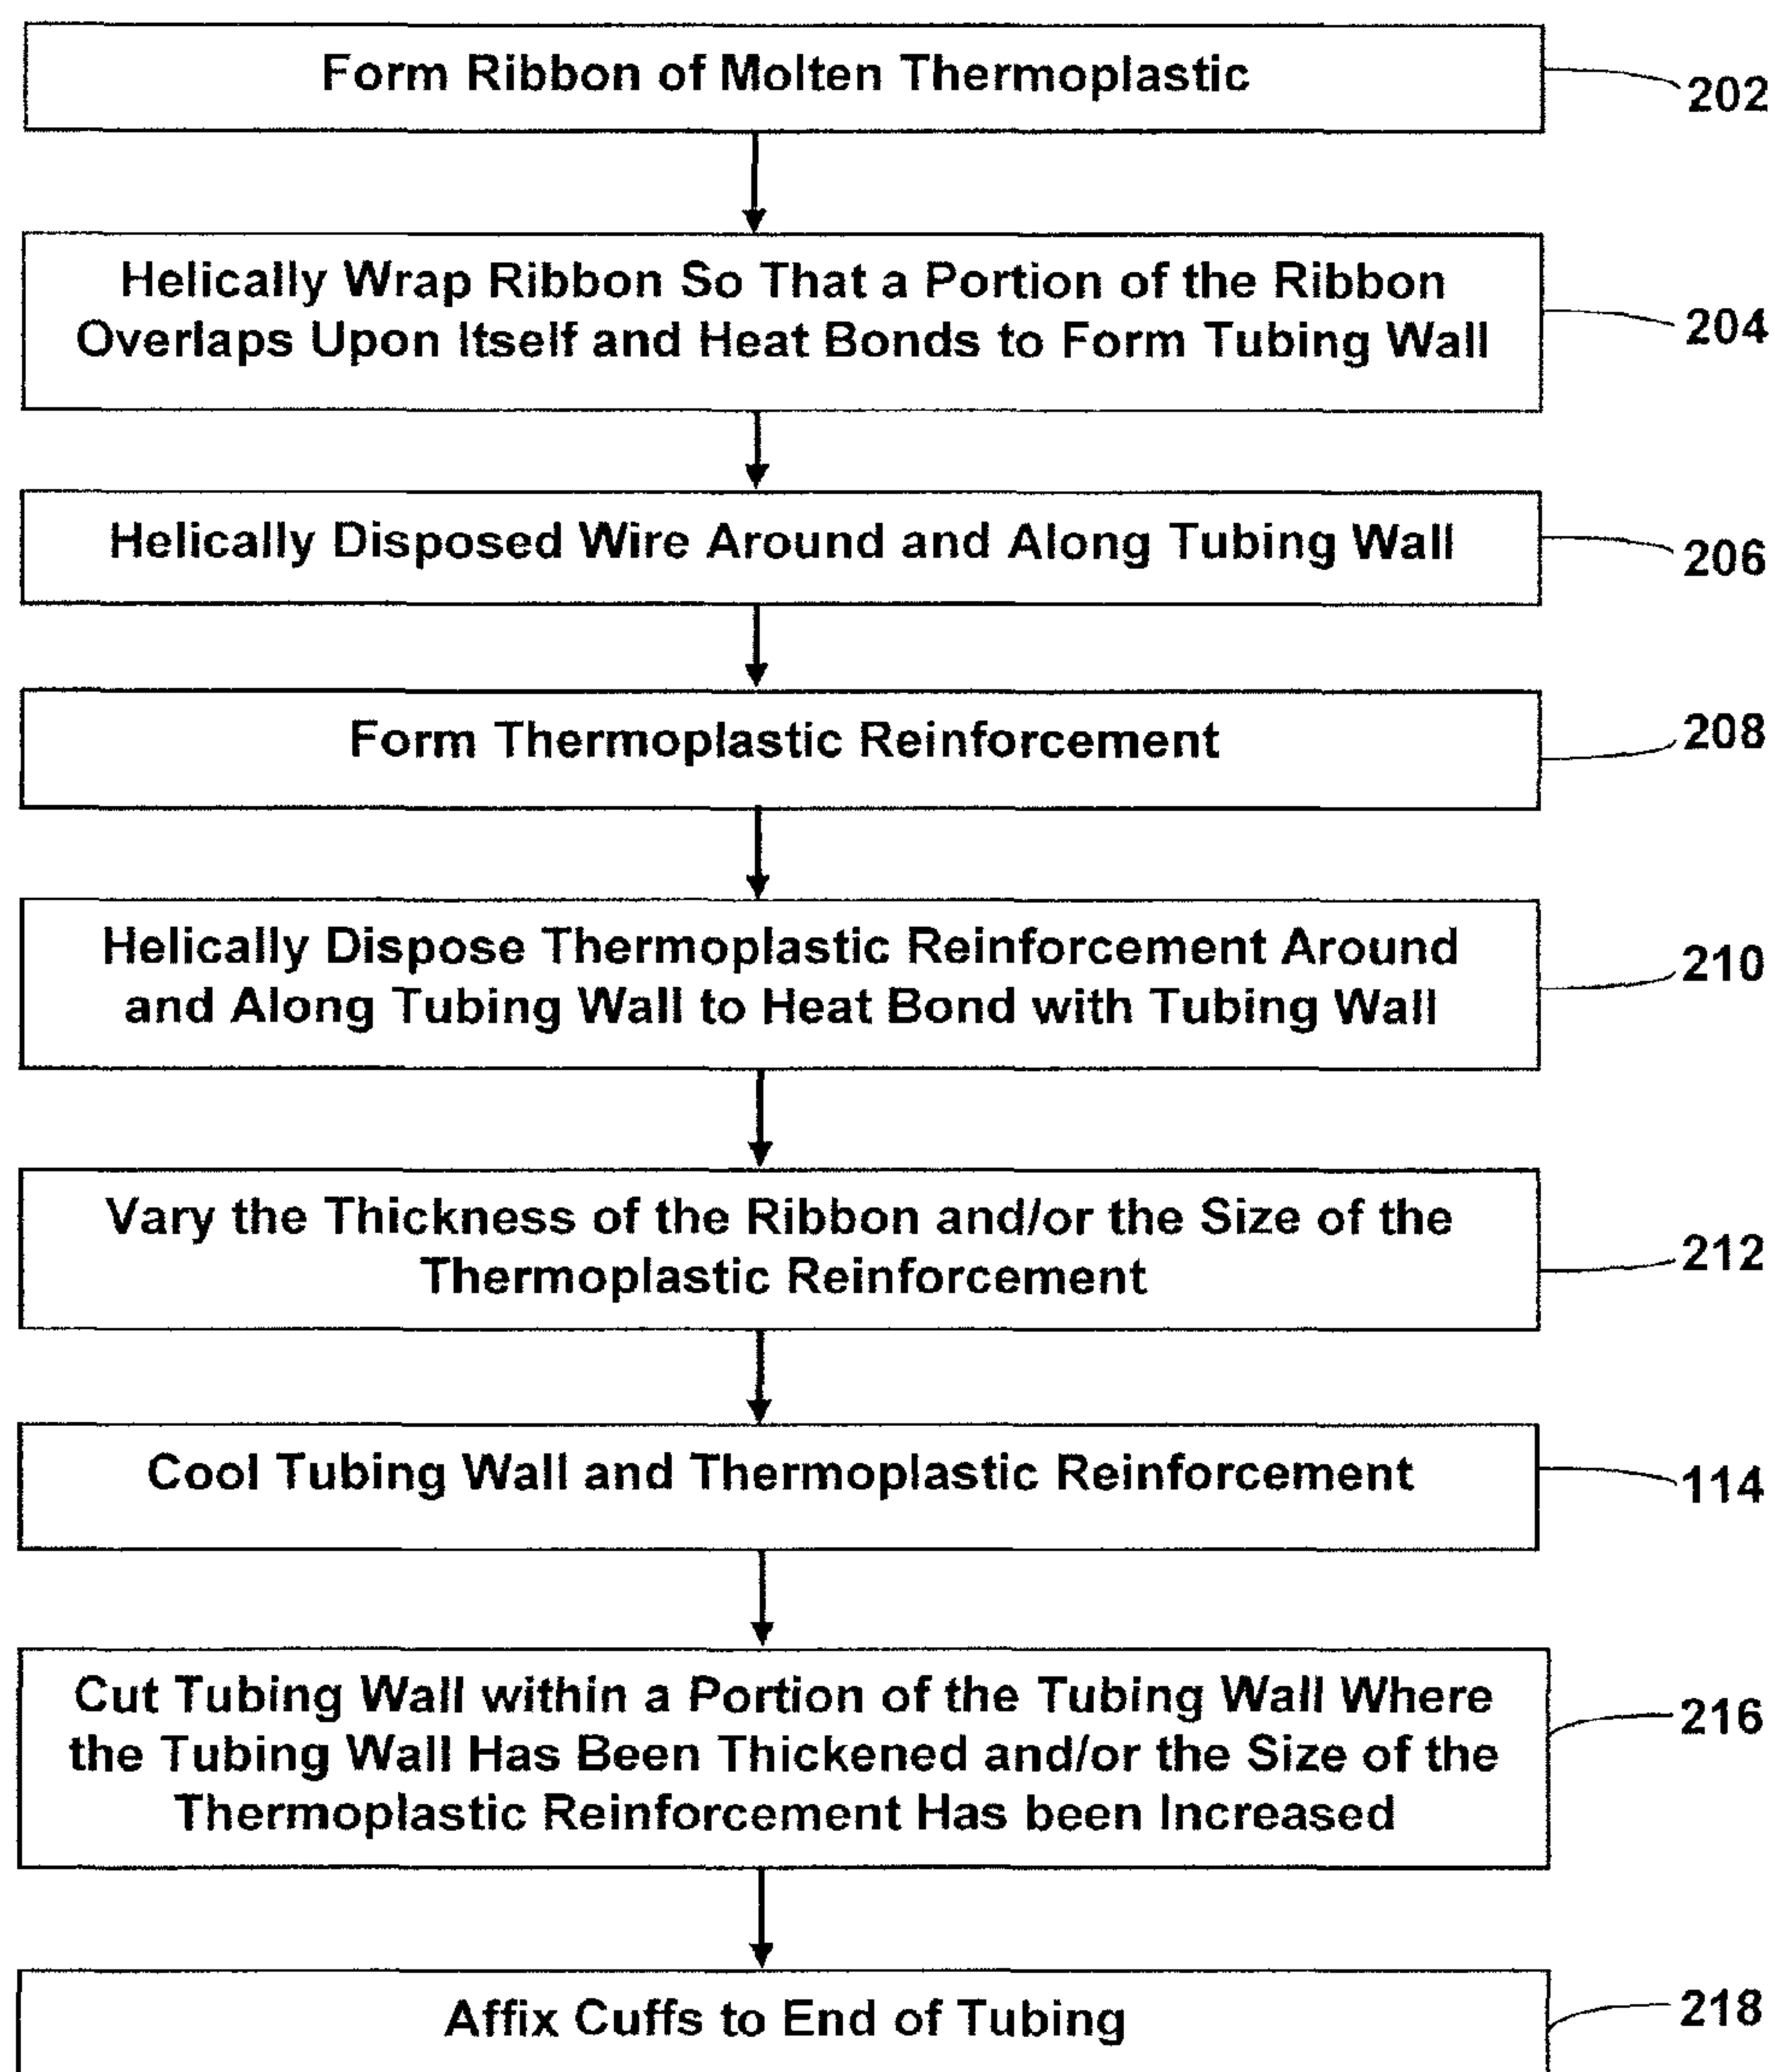 Form Ribbon of Molten Thermoplastic
202
Helically Wrap Ribbon So That a Portion of the Ribbon
Overlaps Upon Itself and Heat Bonds to Form Tubing Wall
204
Helically Disposed Wire Around and Along Tubing Wall
206
Form Thermoplastic Reinforcement
208
Helically Dispose Thermoplastic Reinforcement Around
and Along Tubing Wall to Heat Bond with Tubing Wall
210
Vary the Thickness of the Ribbon and/or the Size of the
Thermoplastic Reinforcement
212
Cool Tubing Wall and Thermoplastic Reinforcement
114
Cut Tubing Wall within a Portion of the Tubing Wall Where
the Tubing Wall Has Been Thickened and/or the Size of the
Thermoplastic Reinforcement Has been Increased
216
Affix Cuffs to End of Tubing
218